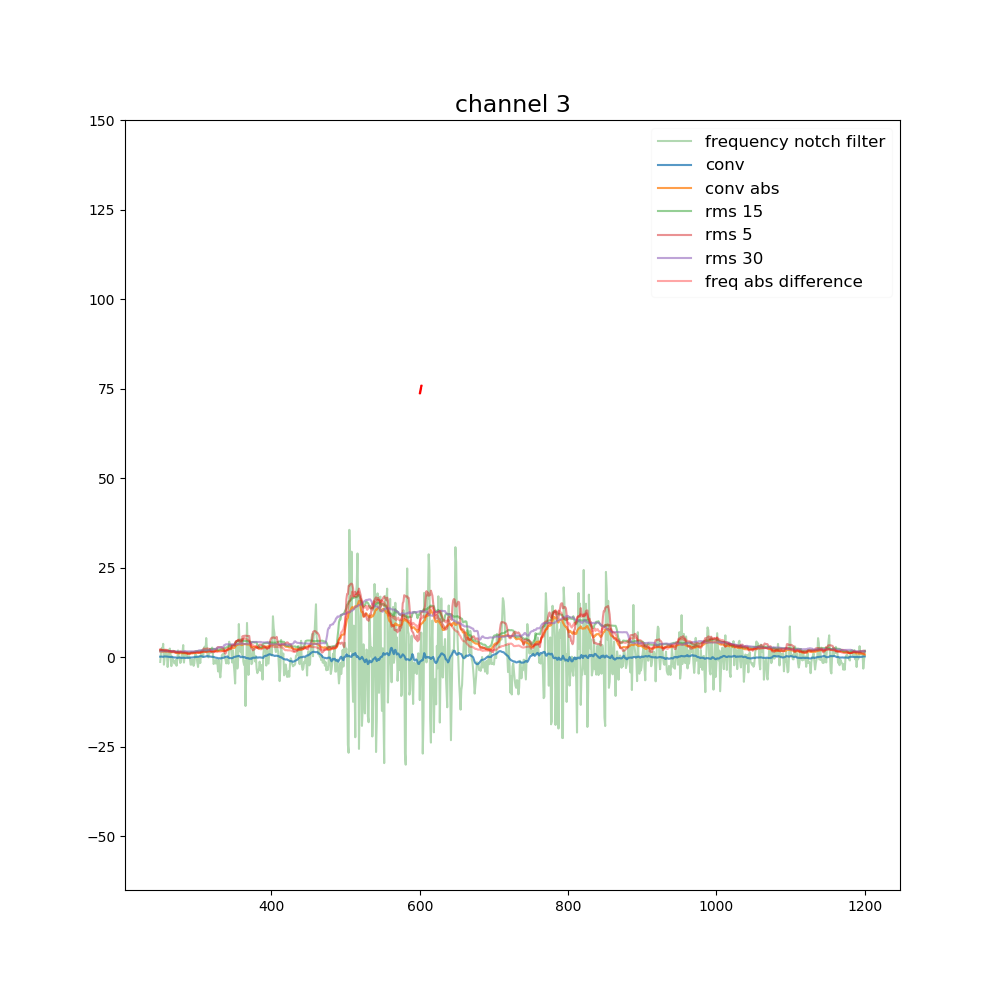 channel 3
150
125
100
75
50
25
0
−25
−50
400 600 800 1000 1200
frequency notch filter
conv
conv abs
rms 15
rms 5
rms 30
freq abs difference